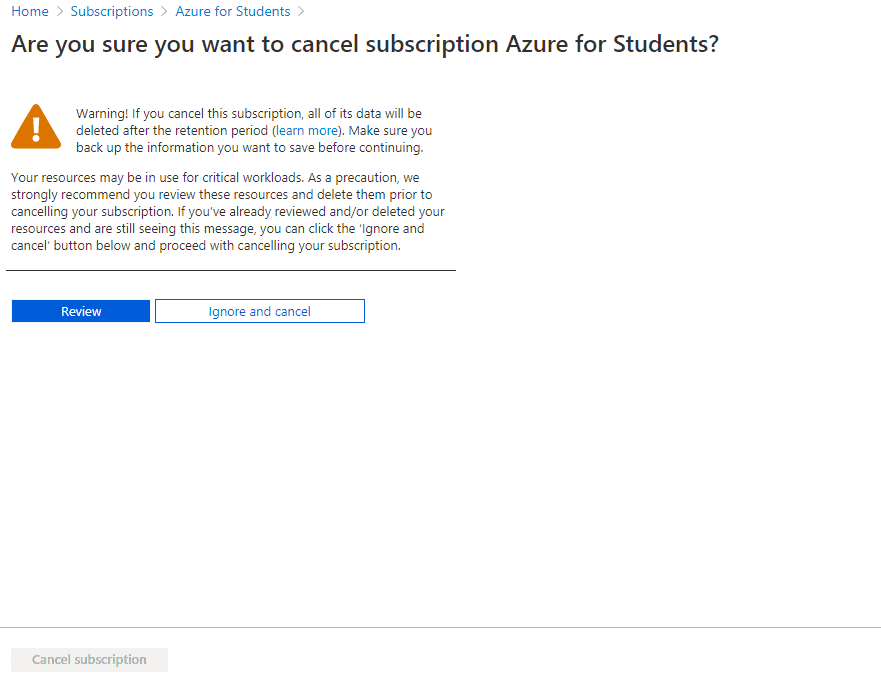 Home > Subscriptions > Azure for Students >
Are you sure you want to cancel subscription Azure for Students?
Warning! If you cancel this subscription, all of its data will be
deleted after the retention period (learn more). Make sure you
back up the information you want to save before continuing.
Your resources may be in use for critical workloads. As a precaution, we
strongly recommend you review these resources and delete them prior to
cancelling your subscription. If you've already reviewed and/or deleted your
resources and are still seeing this message, you can click the 'Ignore and
cancel' button below and proceed with cancelling your subscription.
Review
Ignore and cancel
Cancel subscription